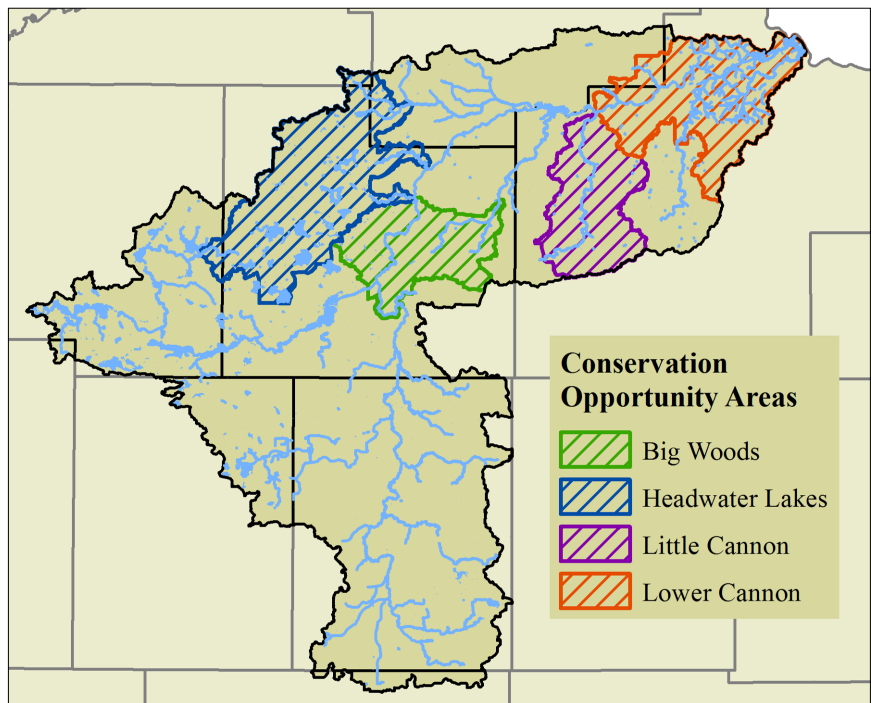 Conservation
Opportunity Areas
Big Woods
Headwater Lakes
Little Cannon
Lower Cannon